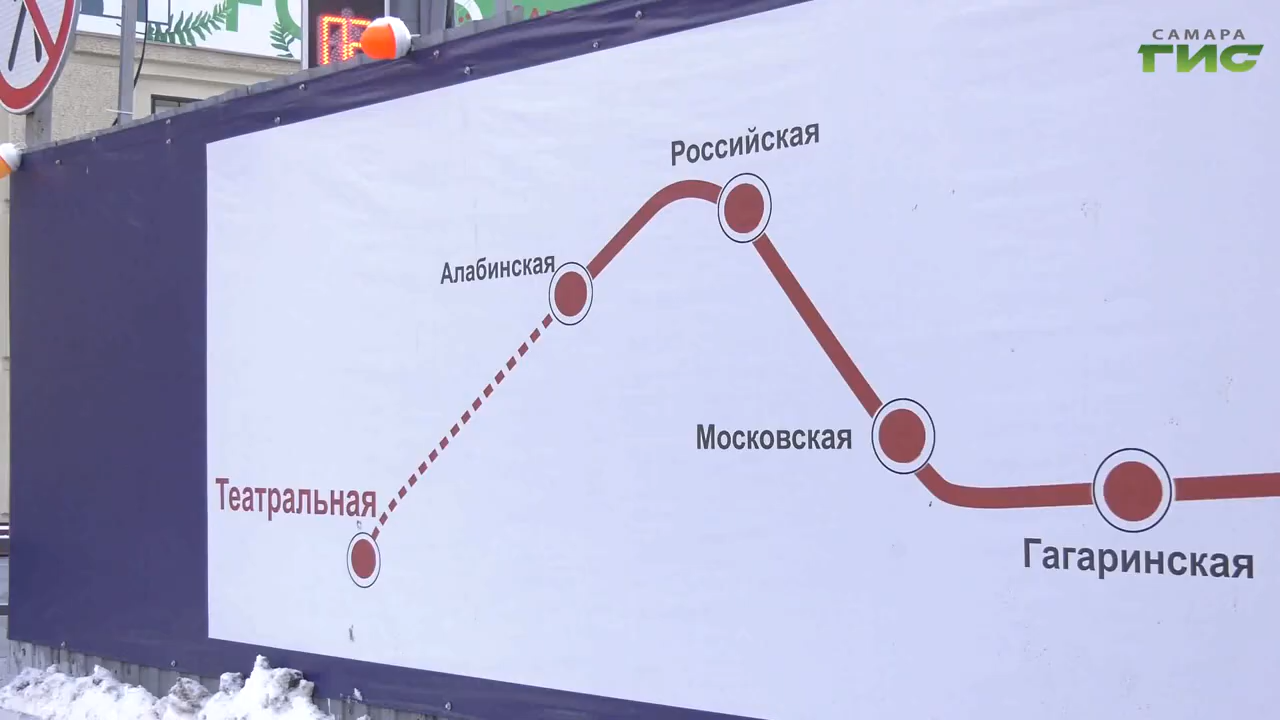 САМАРА
ГИС
Российская
Алабинская
Московская
Театральная
Гагаринская